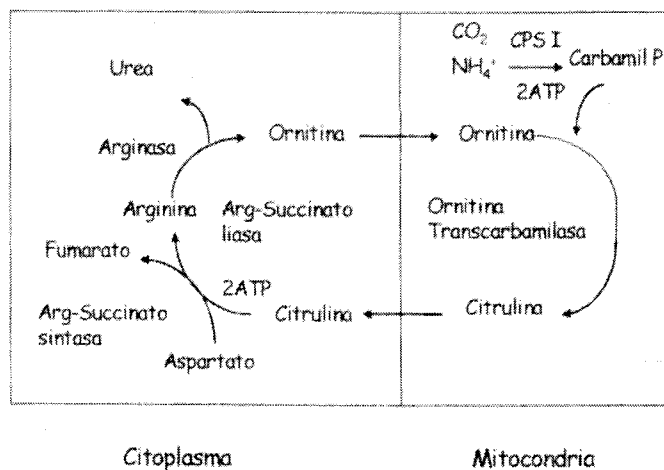 CO₂
CPS I
NH₄⁺
Carbamil P
2ATP
Urea
Ornitina
Ornitina
Arginasa
Arginina
Arg-Succinato
liasa
Ornitina
Transcarbamilasa
Fumarato
2ATP
Citrulina
Citrulina
Arg-Succinato
sintasa
Aspartato
Citoplasma
Mitocondria